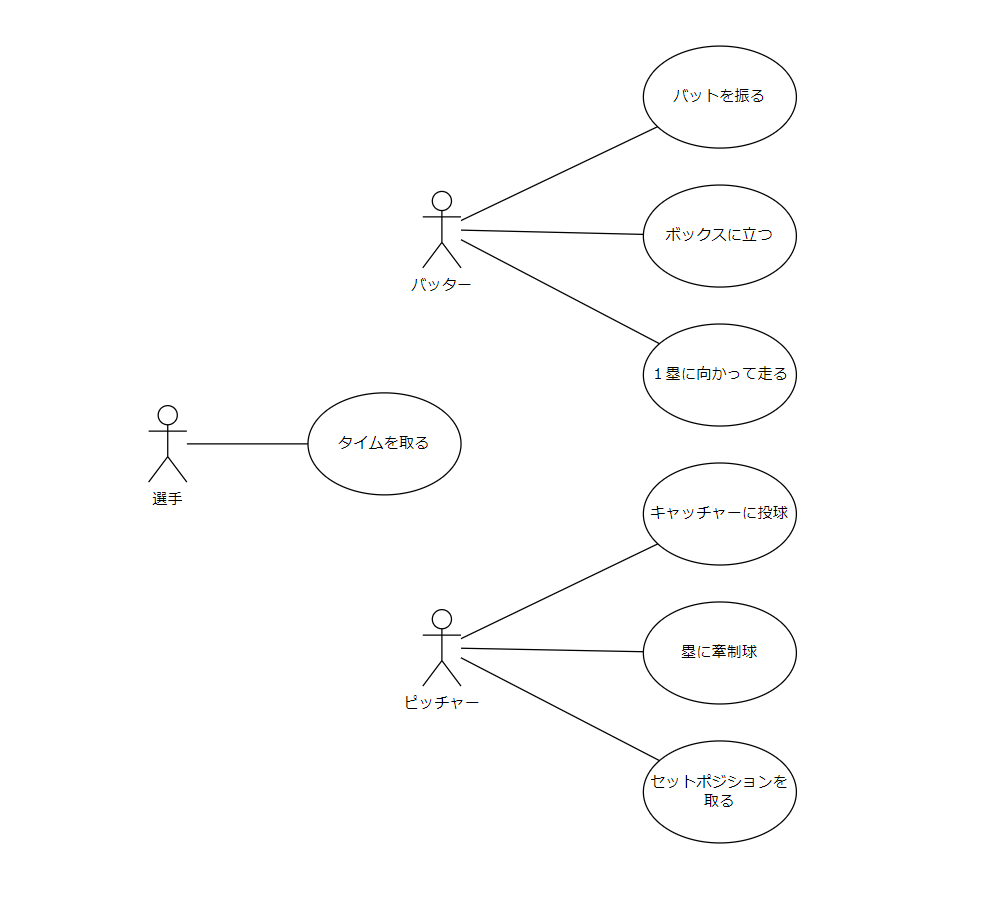 バットを振る
ボックスに立つ
バッター
１塁に向かって走る
タイムを取る
選手
キャッチャーに投球
塁に牽制球
ピッチャー
セットポジションを
取る